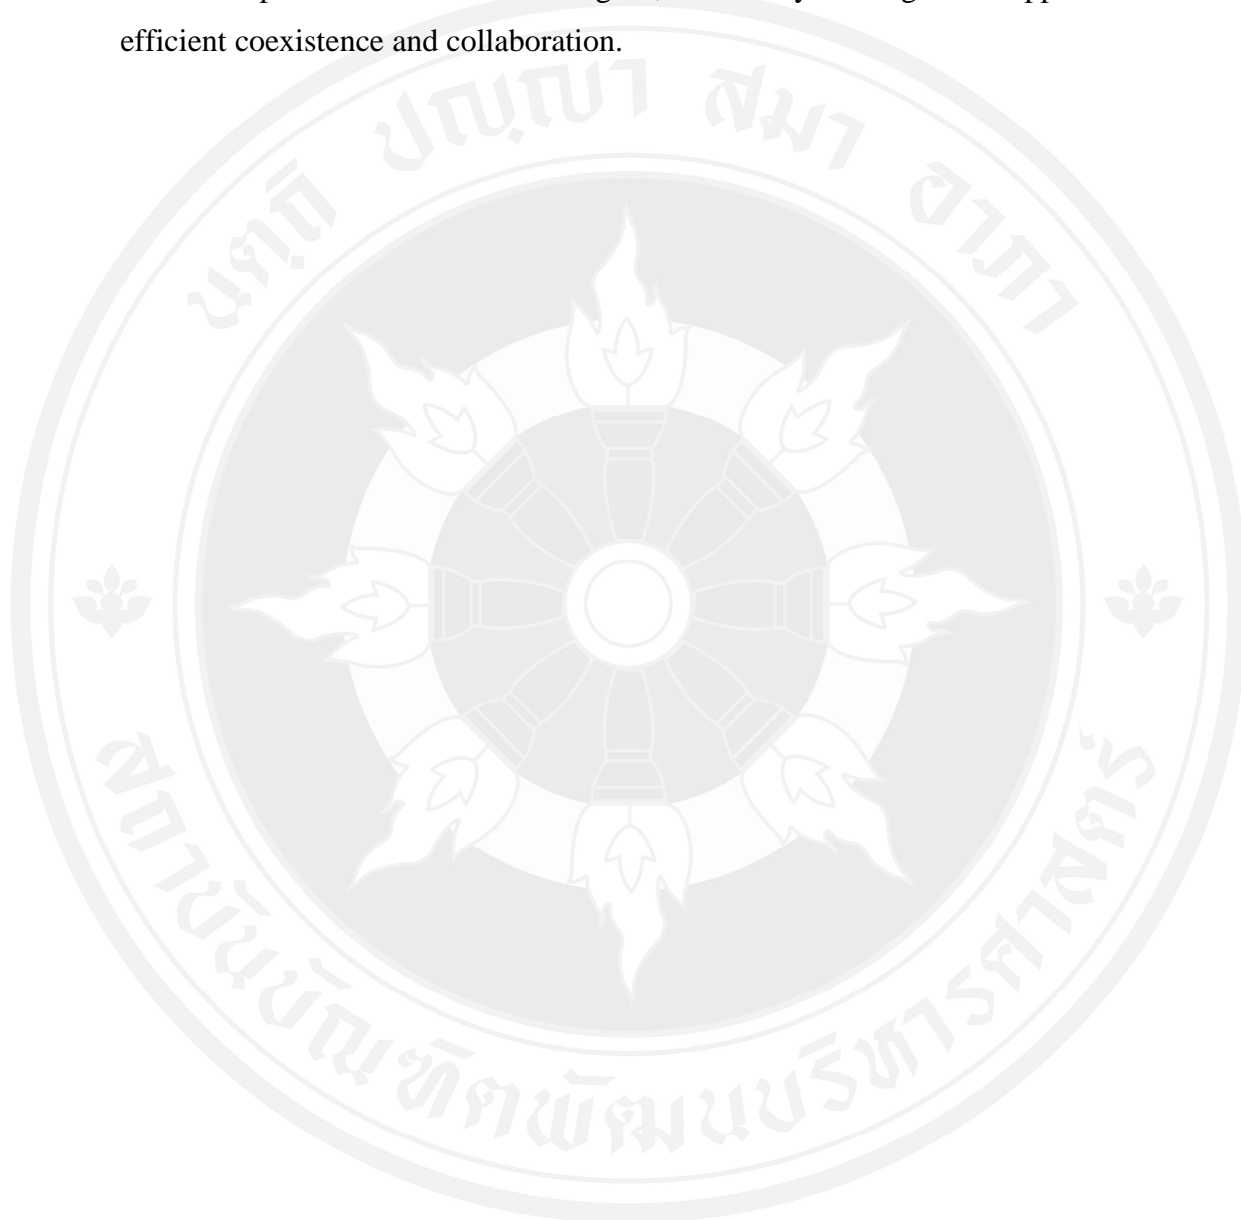 efficient coexistence and collaboration.
นตฺถิ ปญฺญา สมา อาภา
สถาบันบัณฑิตพัฒนบริหารศาสตร์